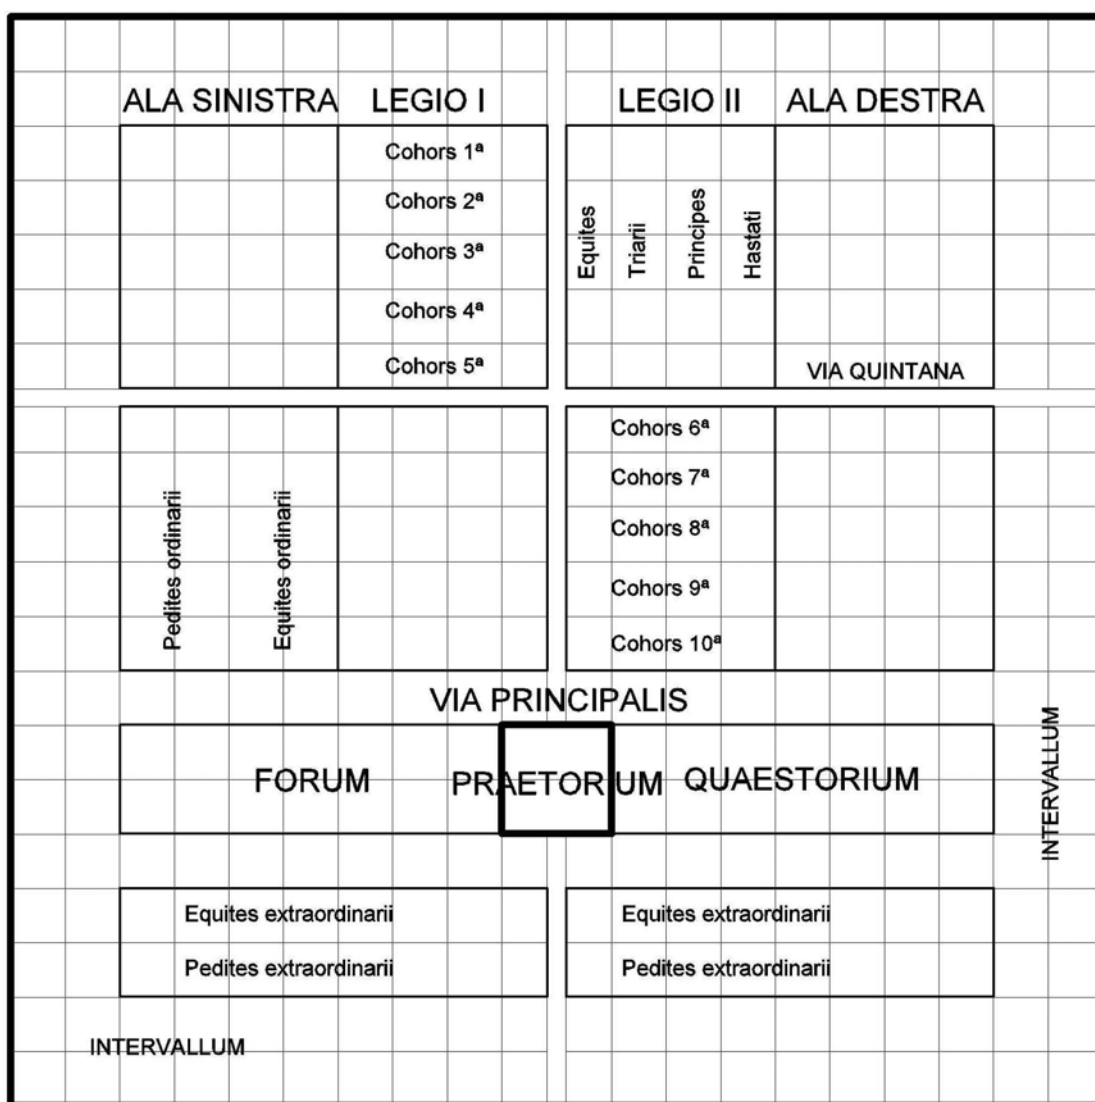 ALA SINISTRA
LEGIO I
LEGIO II
ALA DESTRA
Cohors 1ª
Cohors 2ª
Cohors 3ª
Cohors 4ª
Cohors 5ª
Equites
Triarii
Principes
Hastati
VIA QUINTANA
Pedites ordinarii
Equites ordinarii
Cohors 6ª
Cohors 7ª
Cohors 8ª
Cohors 9ª
Cohors 10ª
VIA PRINCIPALIS
FORUM
PRAETORIUM
QUAESTORIUM
INTERVALLUM
Equites extraordinarii
Pedites extraordinarii
Equites extraordinarii
Pedites extraordinarii
INTERVALLUM